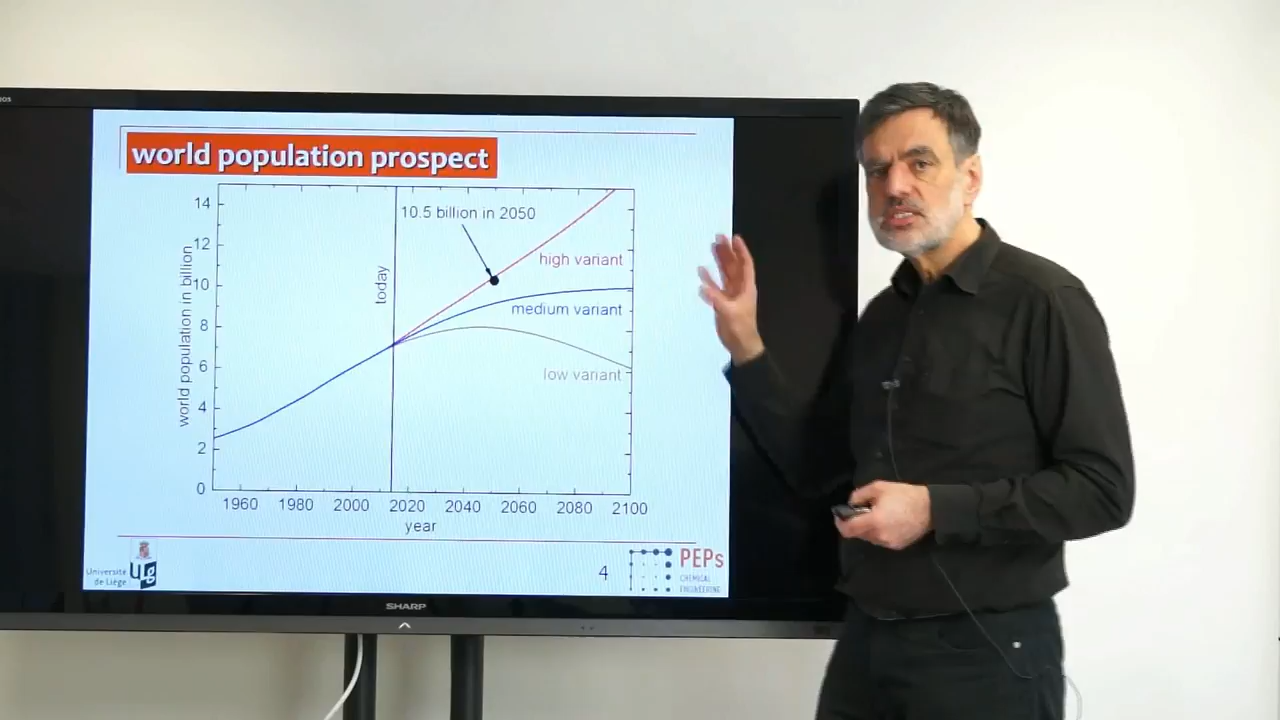 world population prospect
14
10.5 billion in 2050
12
high variant
today
10
world population in billion
medium variant
8
6
low variant
4
2
0
1960 1980 2000 2020 2040 2060 2080 2100
year
Université
de Liège
Ug
4
PEPs
CHEMICAL
ENGINEERING
SHARP